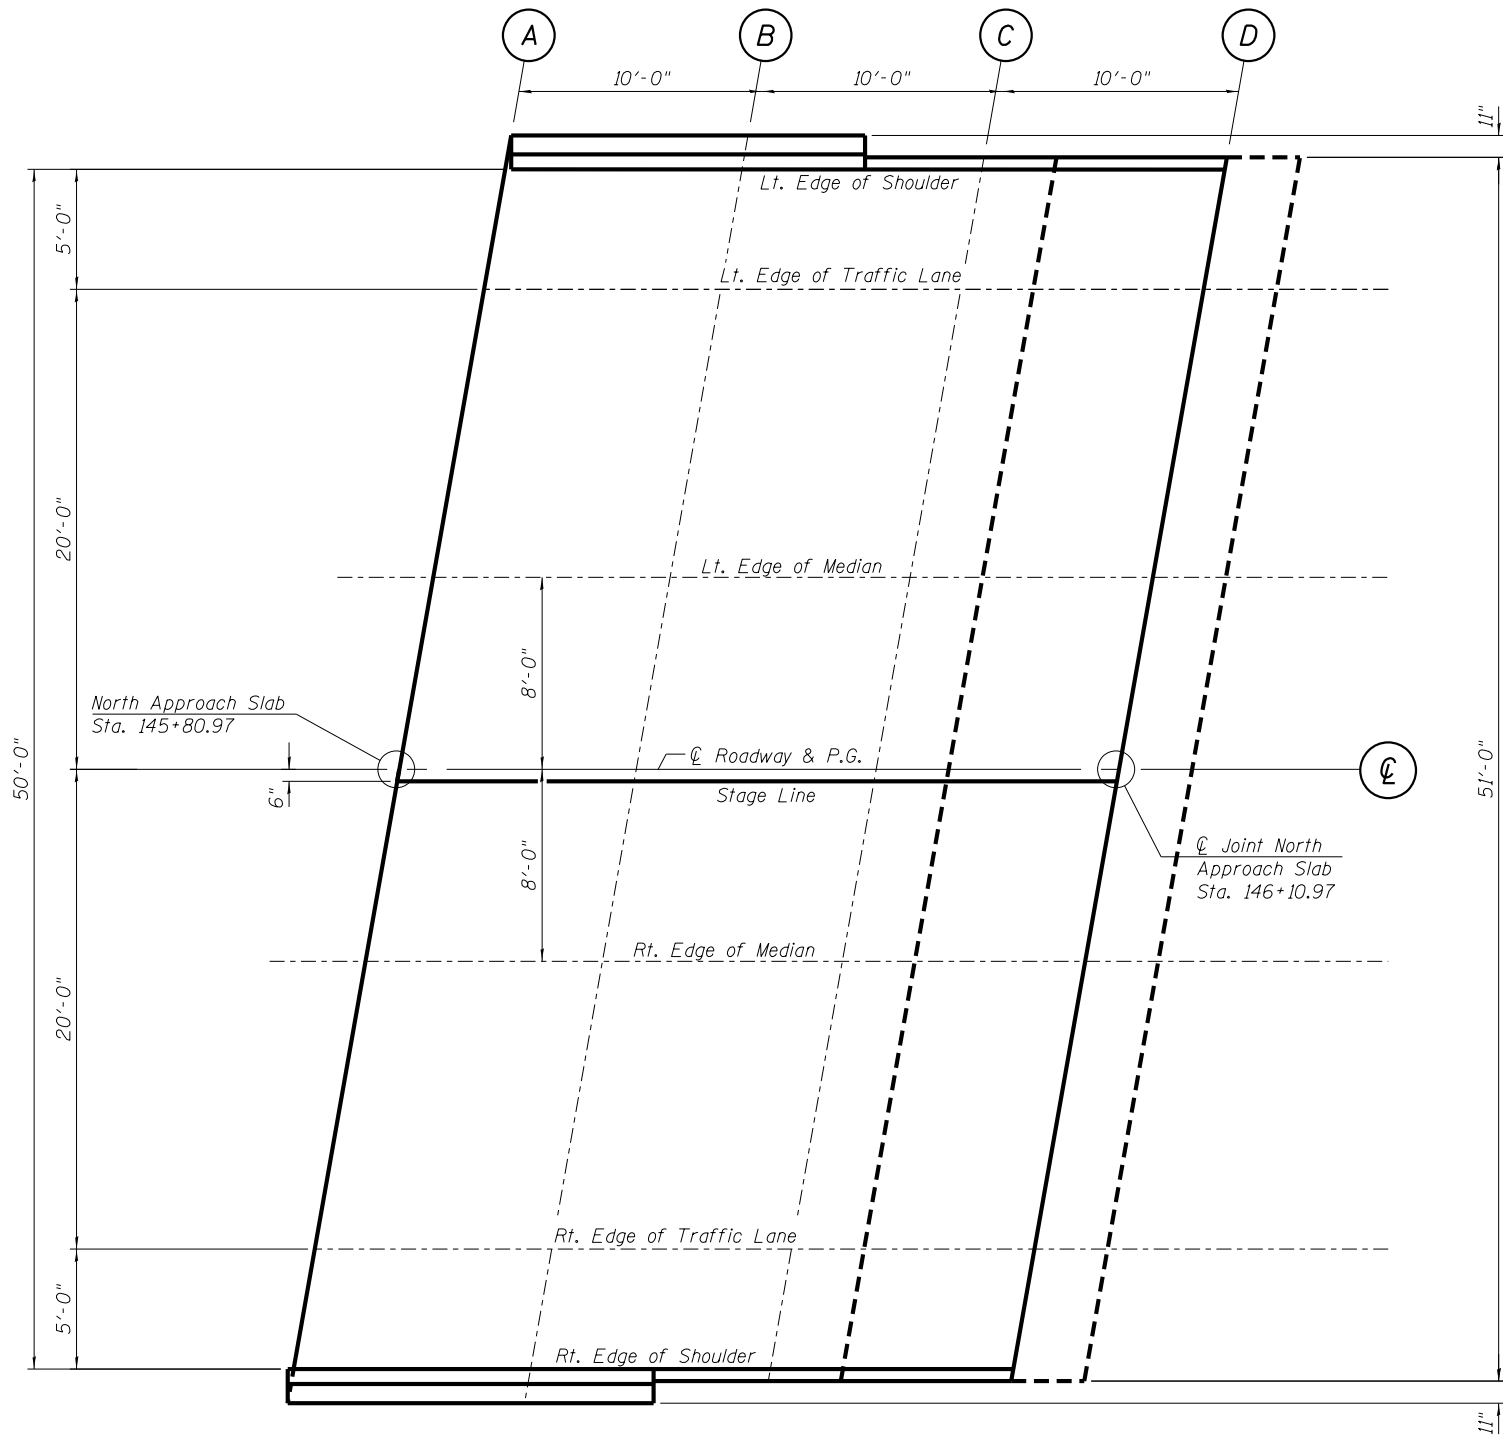 A B C D
10'-0" 10'-0" 10'-0"
11"
Lt. Edge of Shoulder
5'-0"
Lt. Edge of Traffic Lane
20'-0"
Lt. Edge of Median
8'-0"
North Approach Slab
Sta. 145+80.97
50'-0"
℄ Roadway & P.G.
℄
6"
Stage Line
51'-0"
8'-0"
℄ Joint North
Approach Slab
Sta. 146+10.97
Rt. Edge of Median
20'-0"
Rt. Edge of Traffic Lane
5'-0"
Rt. Edge of Shoulder
11"